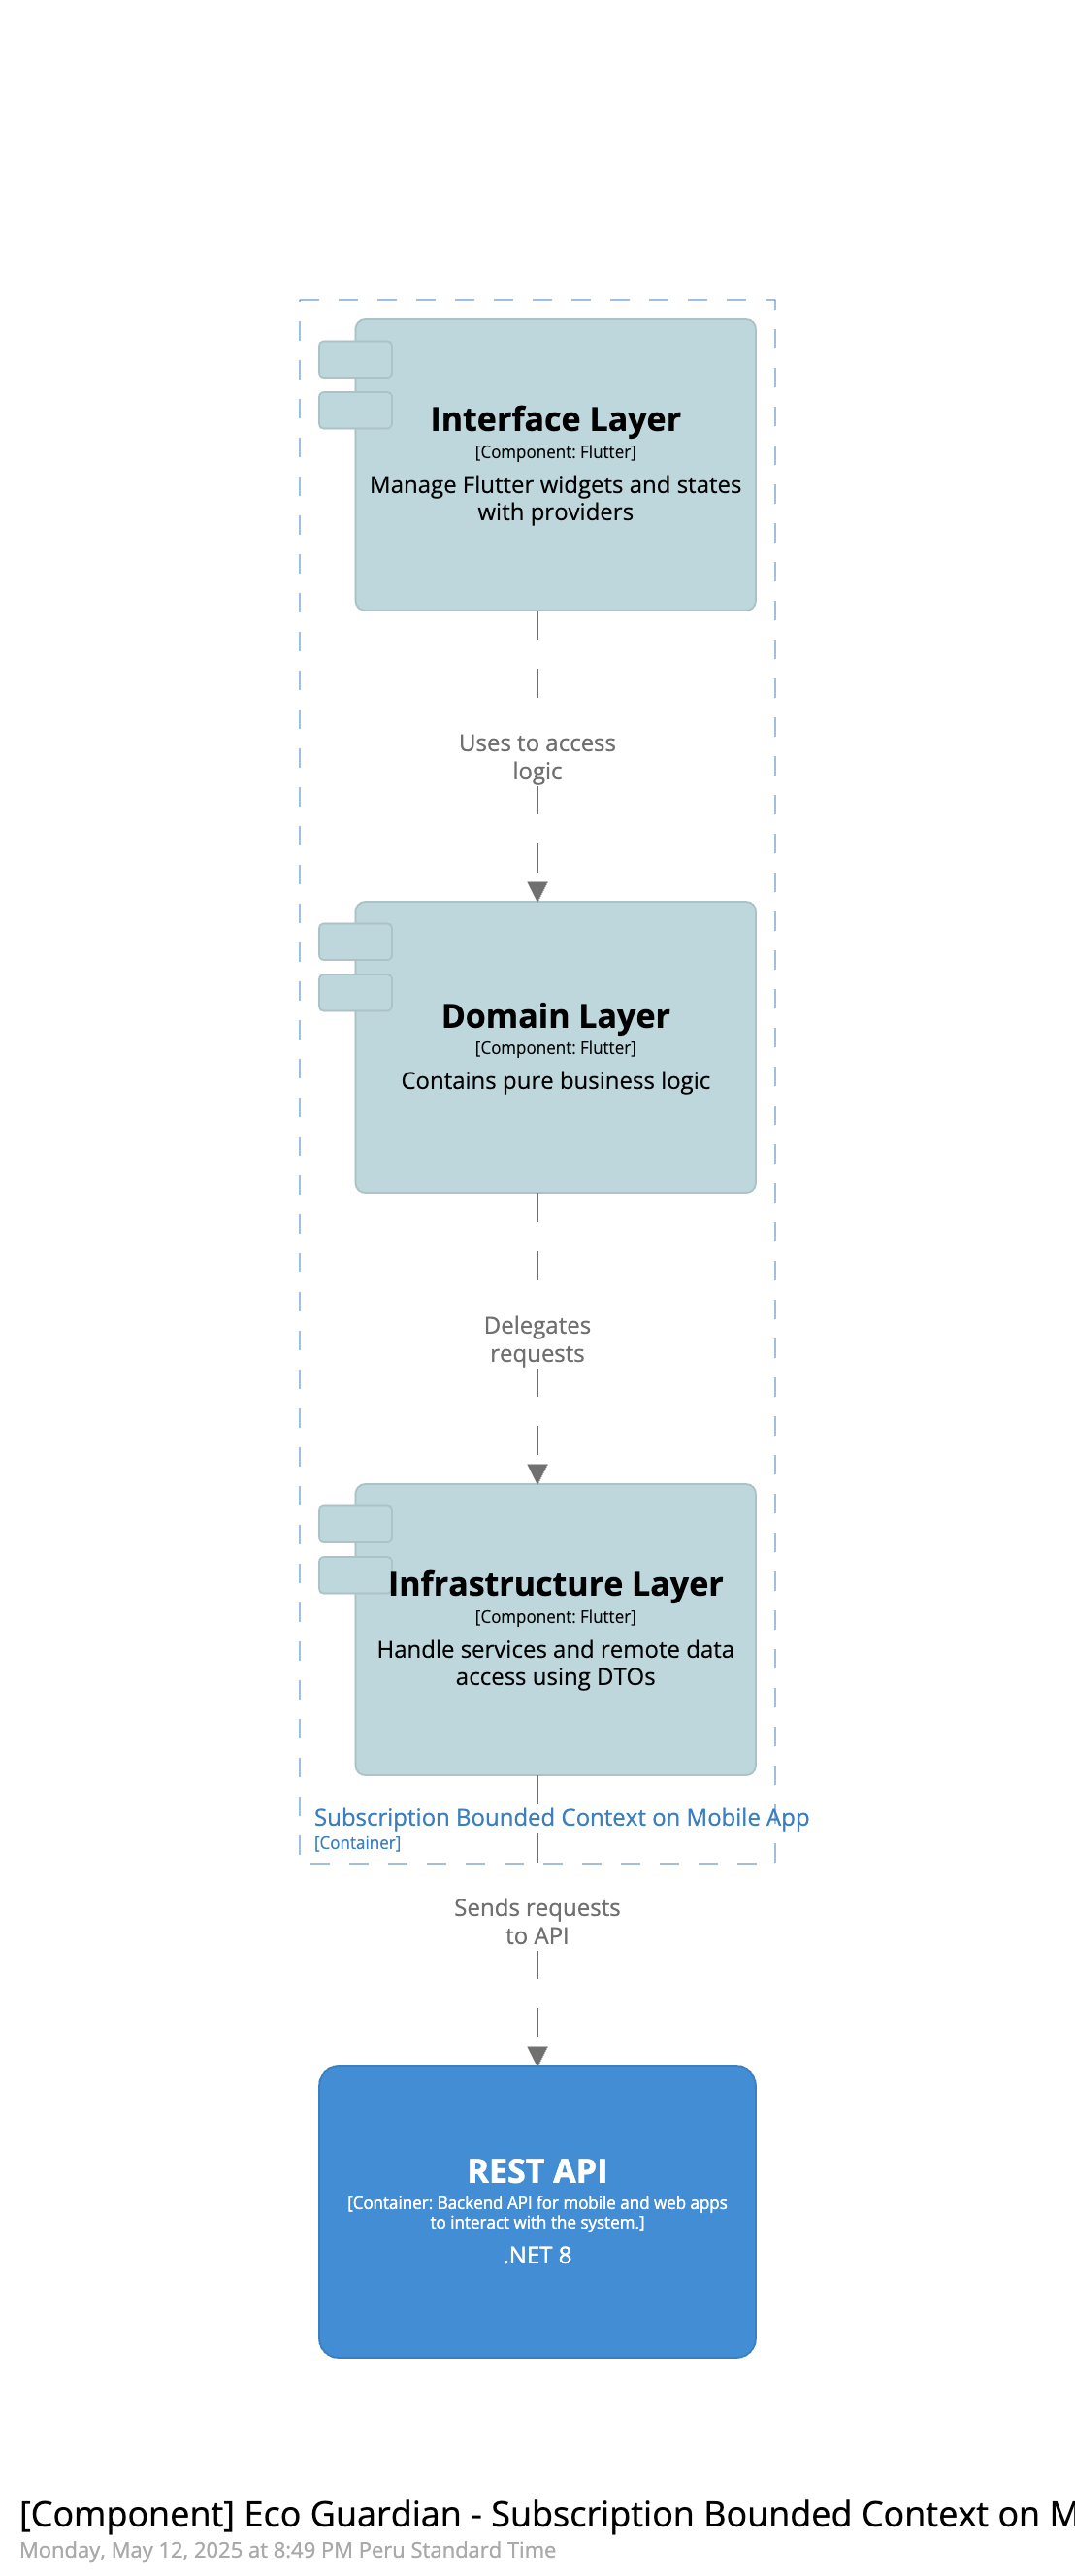 Interface Layer
[Component: Flutter]
Manage Flutter widgets and states
with providers
Uses to access
logic
Domain Layer
[Component: Flutter]
Contains pure business logic
Delegates
requests
Infrastructure Layer
[Component: Flutter]
Handle services and remote data
access using DTOs
Subscription Bounded Context on Mobile App
[Container]
Sends requests
to API
REST API
[Container: Backend API for mobile and web apps
to interact with the system.]
.NET 8
[Component] Eco Guardian - Subscription Bounded Context on M
Monday, May 12, 2025 at 8:49 PM Peru Standard Time